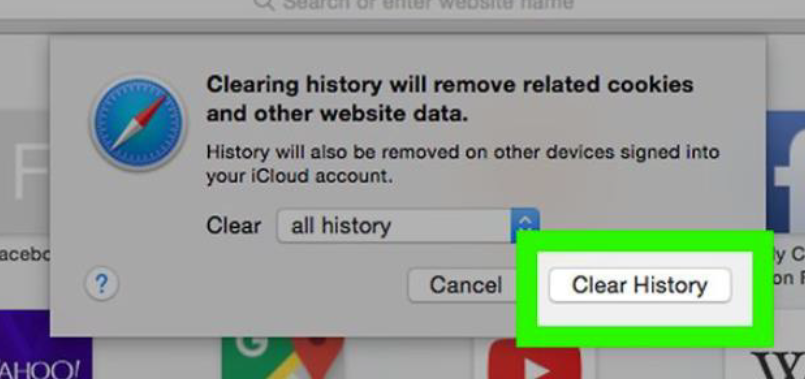 Search or enter website name
Clearing history will remove related cookies
and other website data.
History will also be removed on other devices signed into
your iCloud account.
Clear all history
F
acebo
?
Cancel
Clear History
y C
on F
YAHOO!
G
W